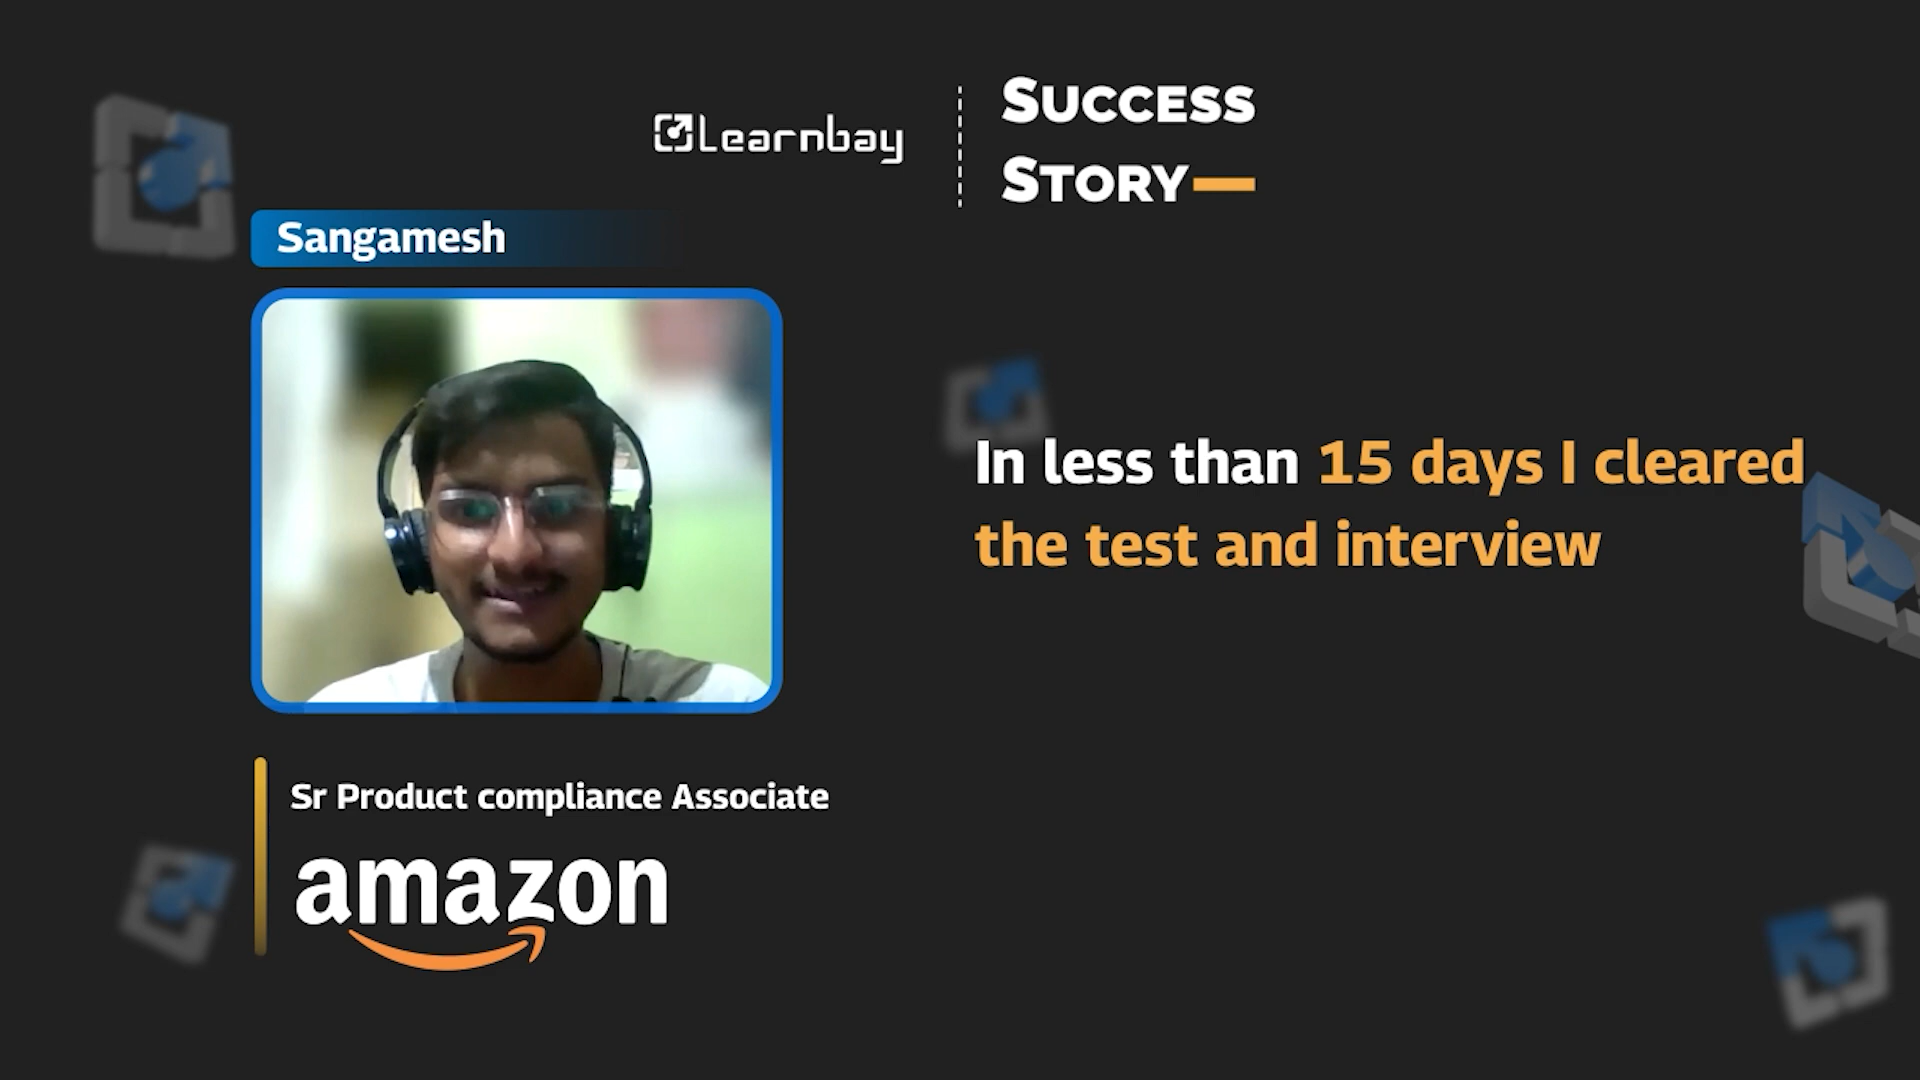 Learnbay
SUCCESS
STORY
Sangamesh
In less than 15 days I cleared
the test and interview
Sr Product compliance Associate
amazon